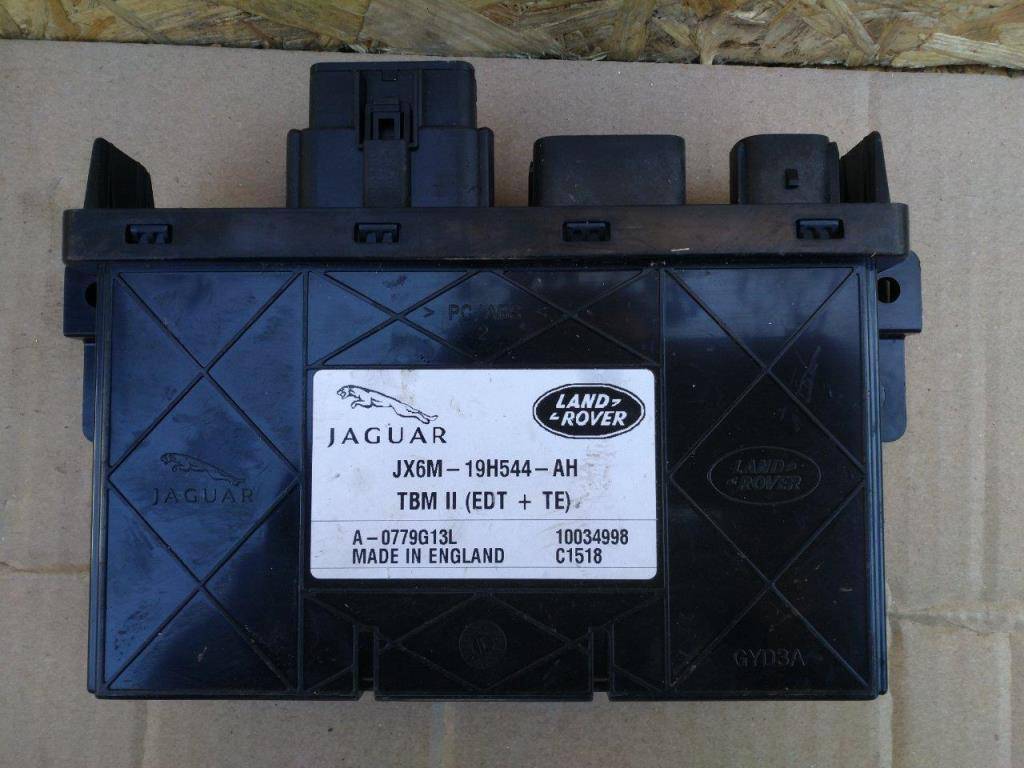 JAGUAR
LAND
ROVER
JX6M-19H544-AH
TBM II (EDT + TE)
A-0779G13L 10034998
MADE IN ENGLAND C1518
JAGUAR
LAND
ROVER
GYD3A